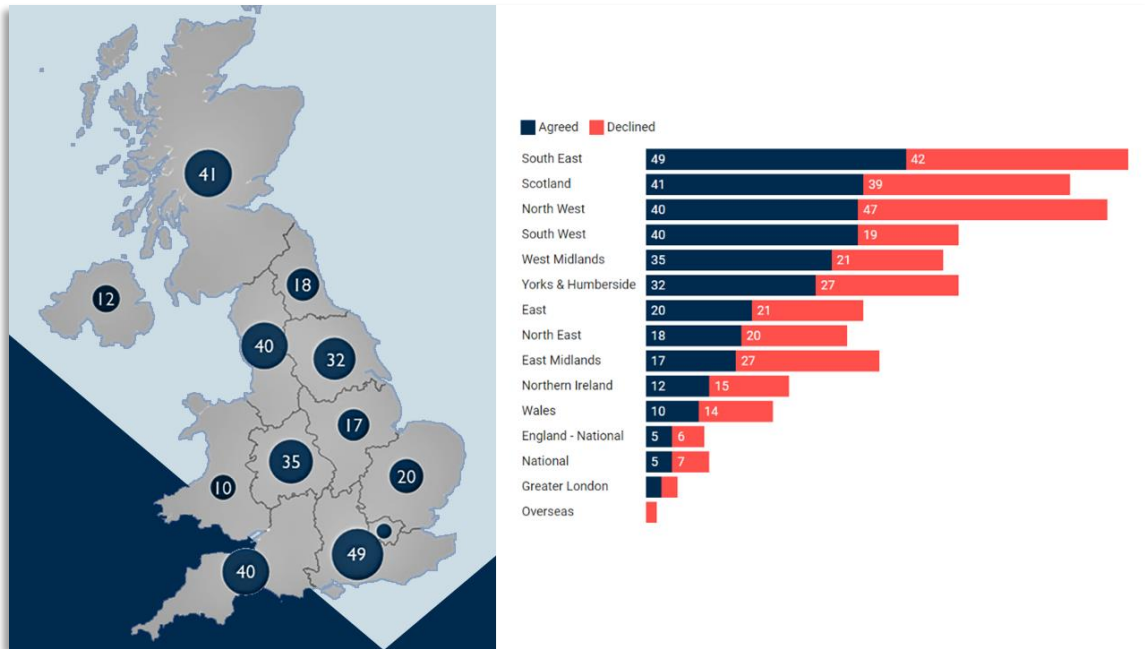 41
12
18
40
32
17
35
10
20
49
40
Agreed Declined
South East 49 42
Scotland 41 39
North West 40 47
South West 40 19
West Midlands 35 21
Yorks & Humberside 32 27
East 20 21
North East 18 20
East Midlands 17 27
Northern Ireland 12 15
Wales 10 14
England - National 5 6
National 5 7
Greater London
Overseas